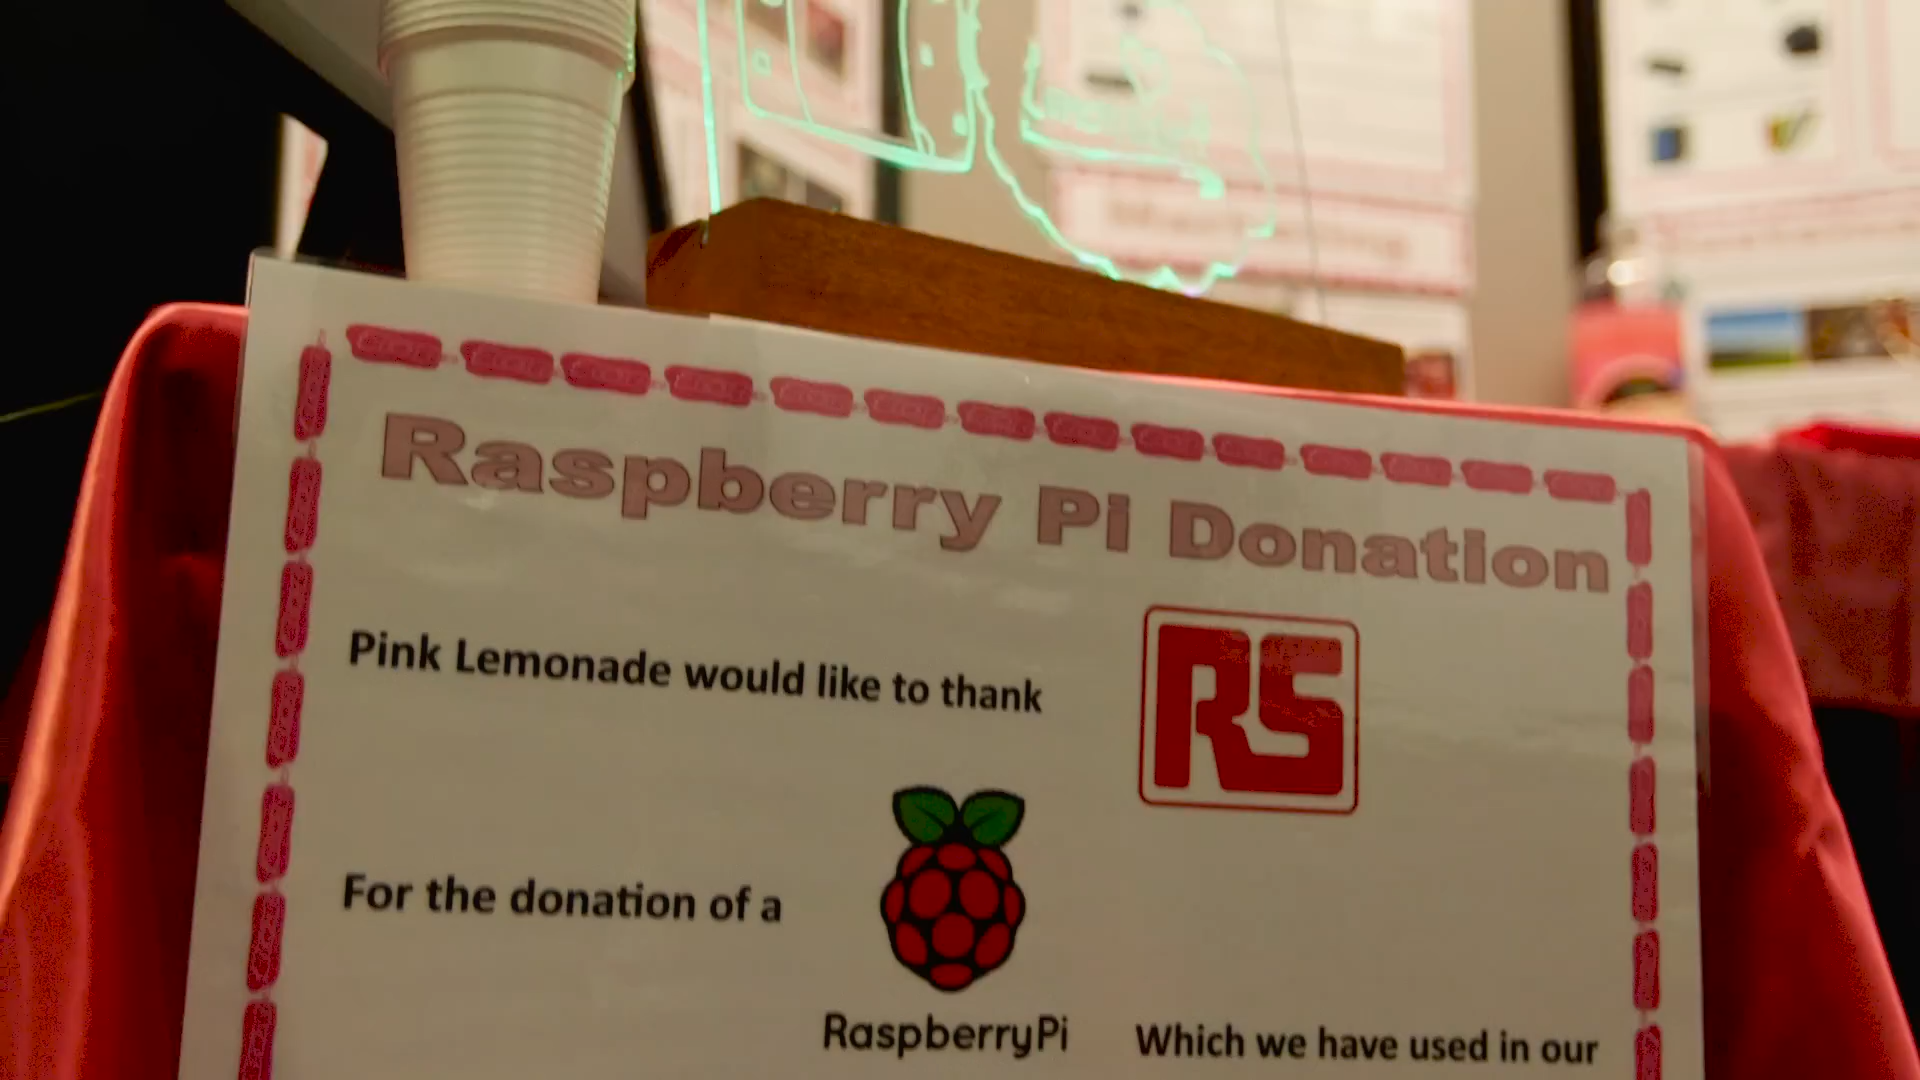 Raspberry Pi Donation
Pink Lemonade would like to thank
RS
For the donation of a
RaspberryPi
Which we have used in our